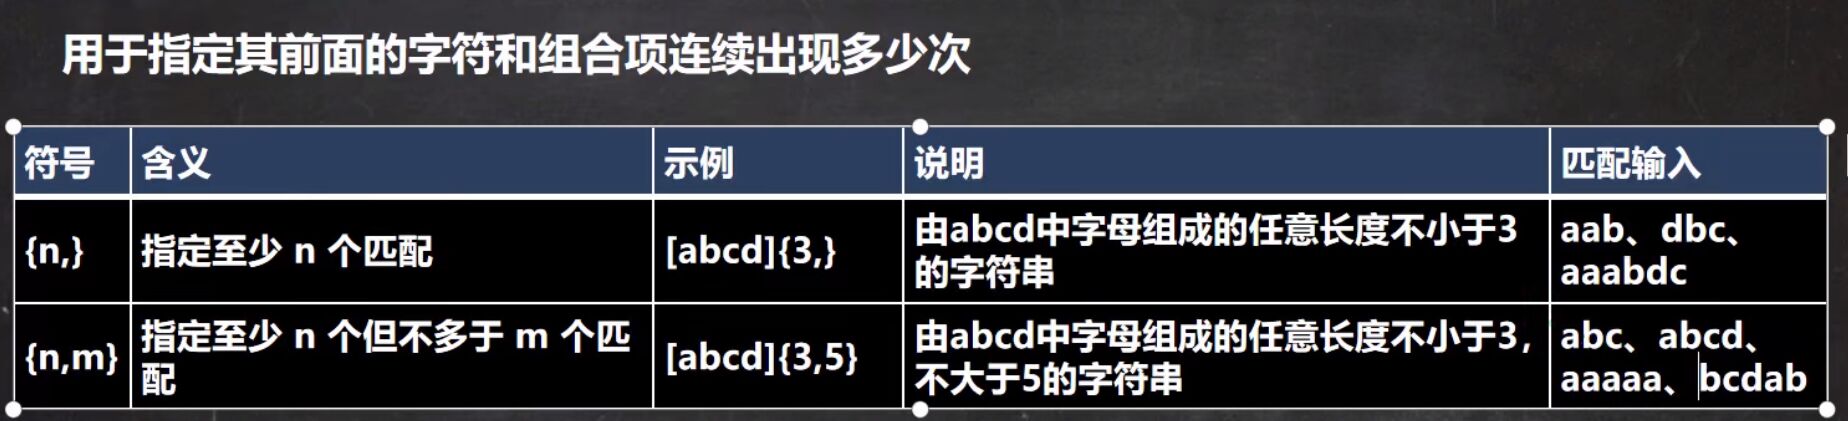 用于指定其前面的字符和组合项连续出现多少次
符号 含义 示例 说明 匹配输入
{n,} 指定至少 n 个匹配 [abcd]{3,} 由abcd中字母组成的任意长度不小于3
的字符串 aab、dbc、
aaabdc
{n,m} 指定至少 n 个但不多于 m 个匹
配 [abcd]{3,5} 由abcd中字母组成的任意长度不小于3,
不大于5的字符串 abc、abcd、
aaaaa、bcdab